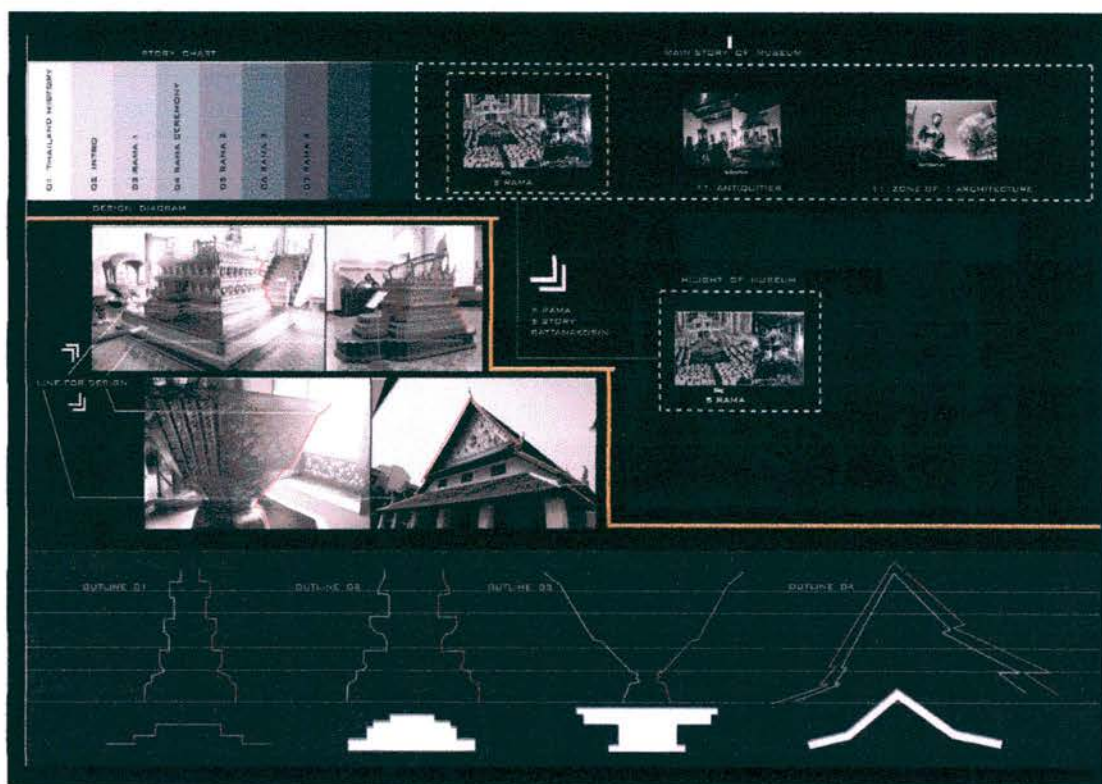 STORY CHART
MAIN STORY OF MUSEUM
01 THAILAND HISTORY
02 INTRO
03 RAMA 1
04 RAMA CEREMONY
05 RAMA 2
06 RAMA 3
07 RAMA 4
5 RAMA
11. ANTIQUITIER
11. ZONE OF 1 ARCHITECTURE
DESIGN DIAGRAM
5 RAMA
5 STORY
RATTANAKOSIN
HILIGHT OF MUSEUM
5 RAMA
LINE FOR DESIGN
OUTLINE 01
OUTLINE 02
OUTLINE 03
OUTLINE 04